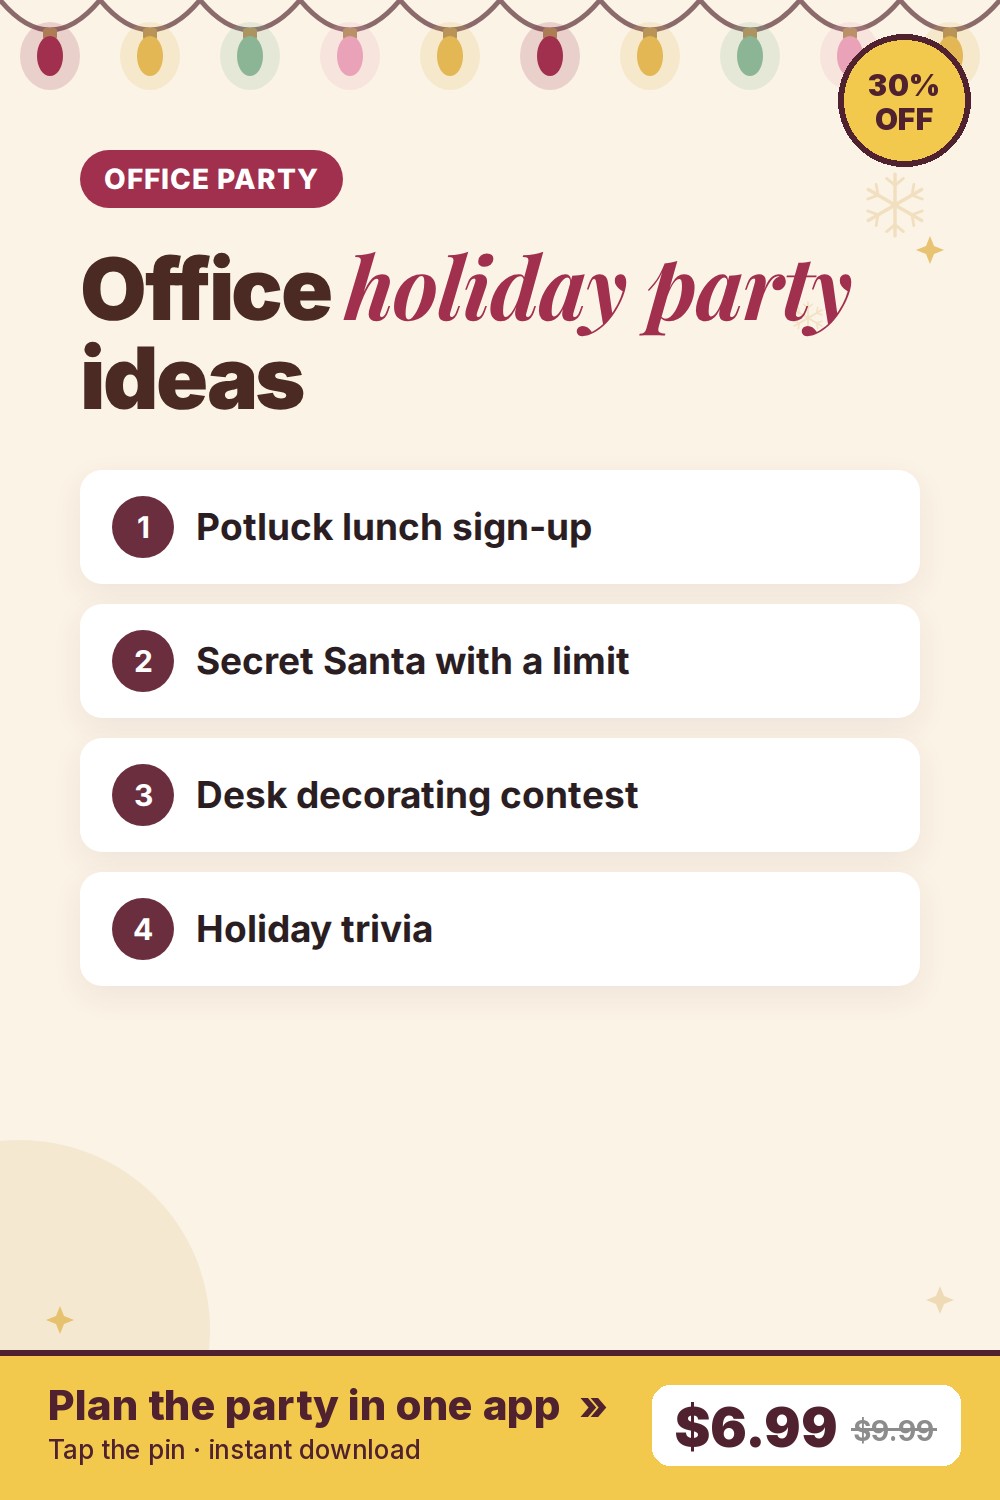 30%
OFF
OFFICE PARTY
Office holiday party
ideas
1 Potluck lunch sign-up
2 Secret Santa with a limit
3 Desk decorating contest
4 Holiday trivia
Plan the party in one app »
Tap the pin · instant download
$6.99 $9.99